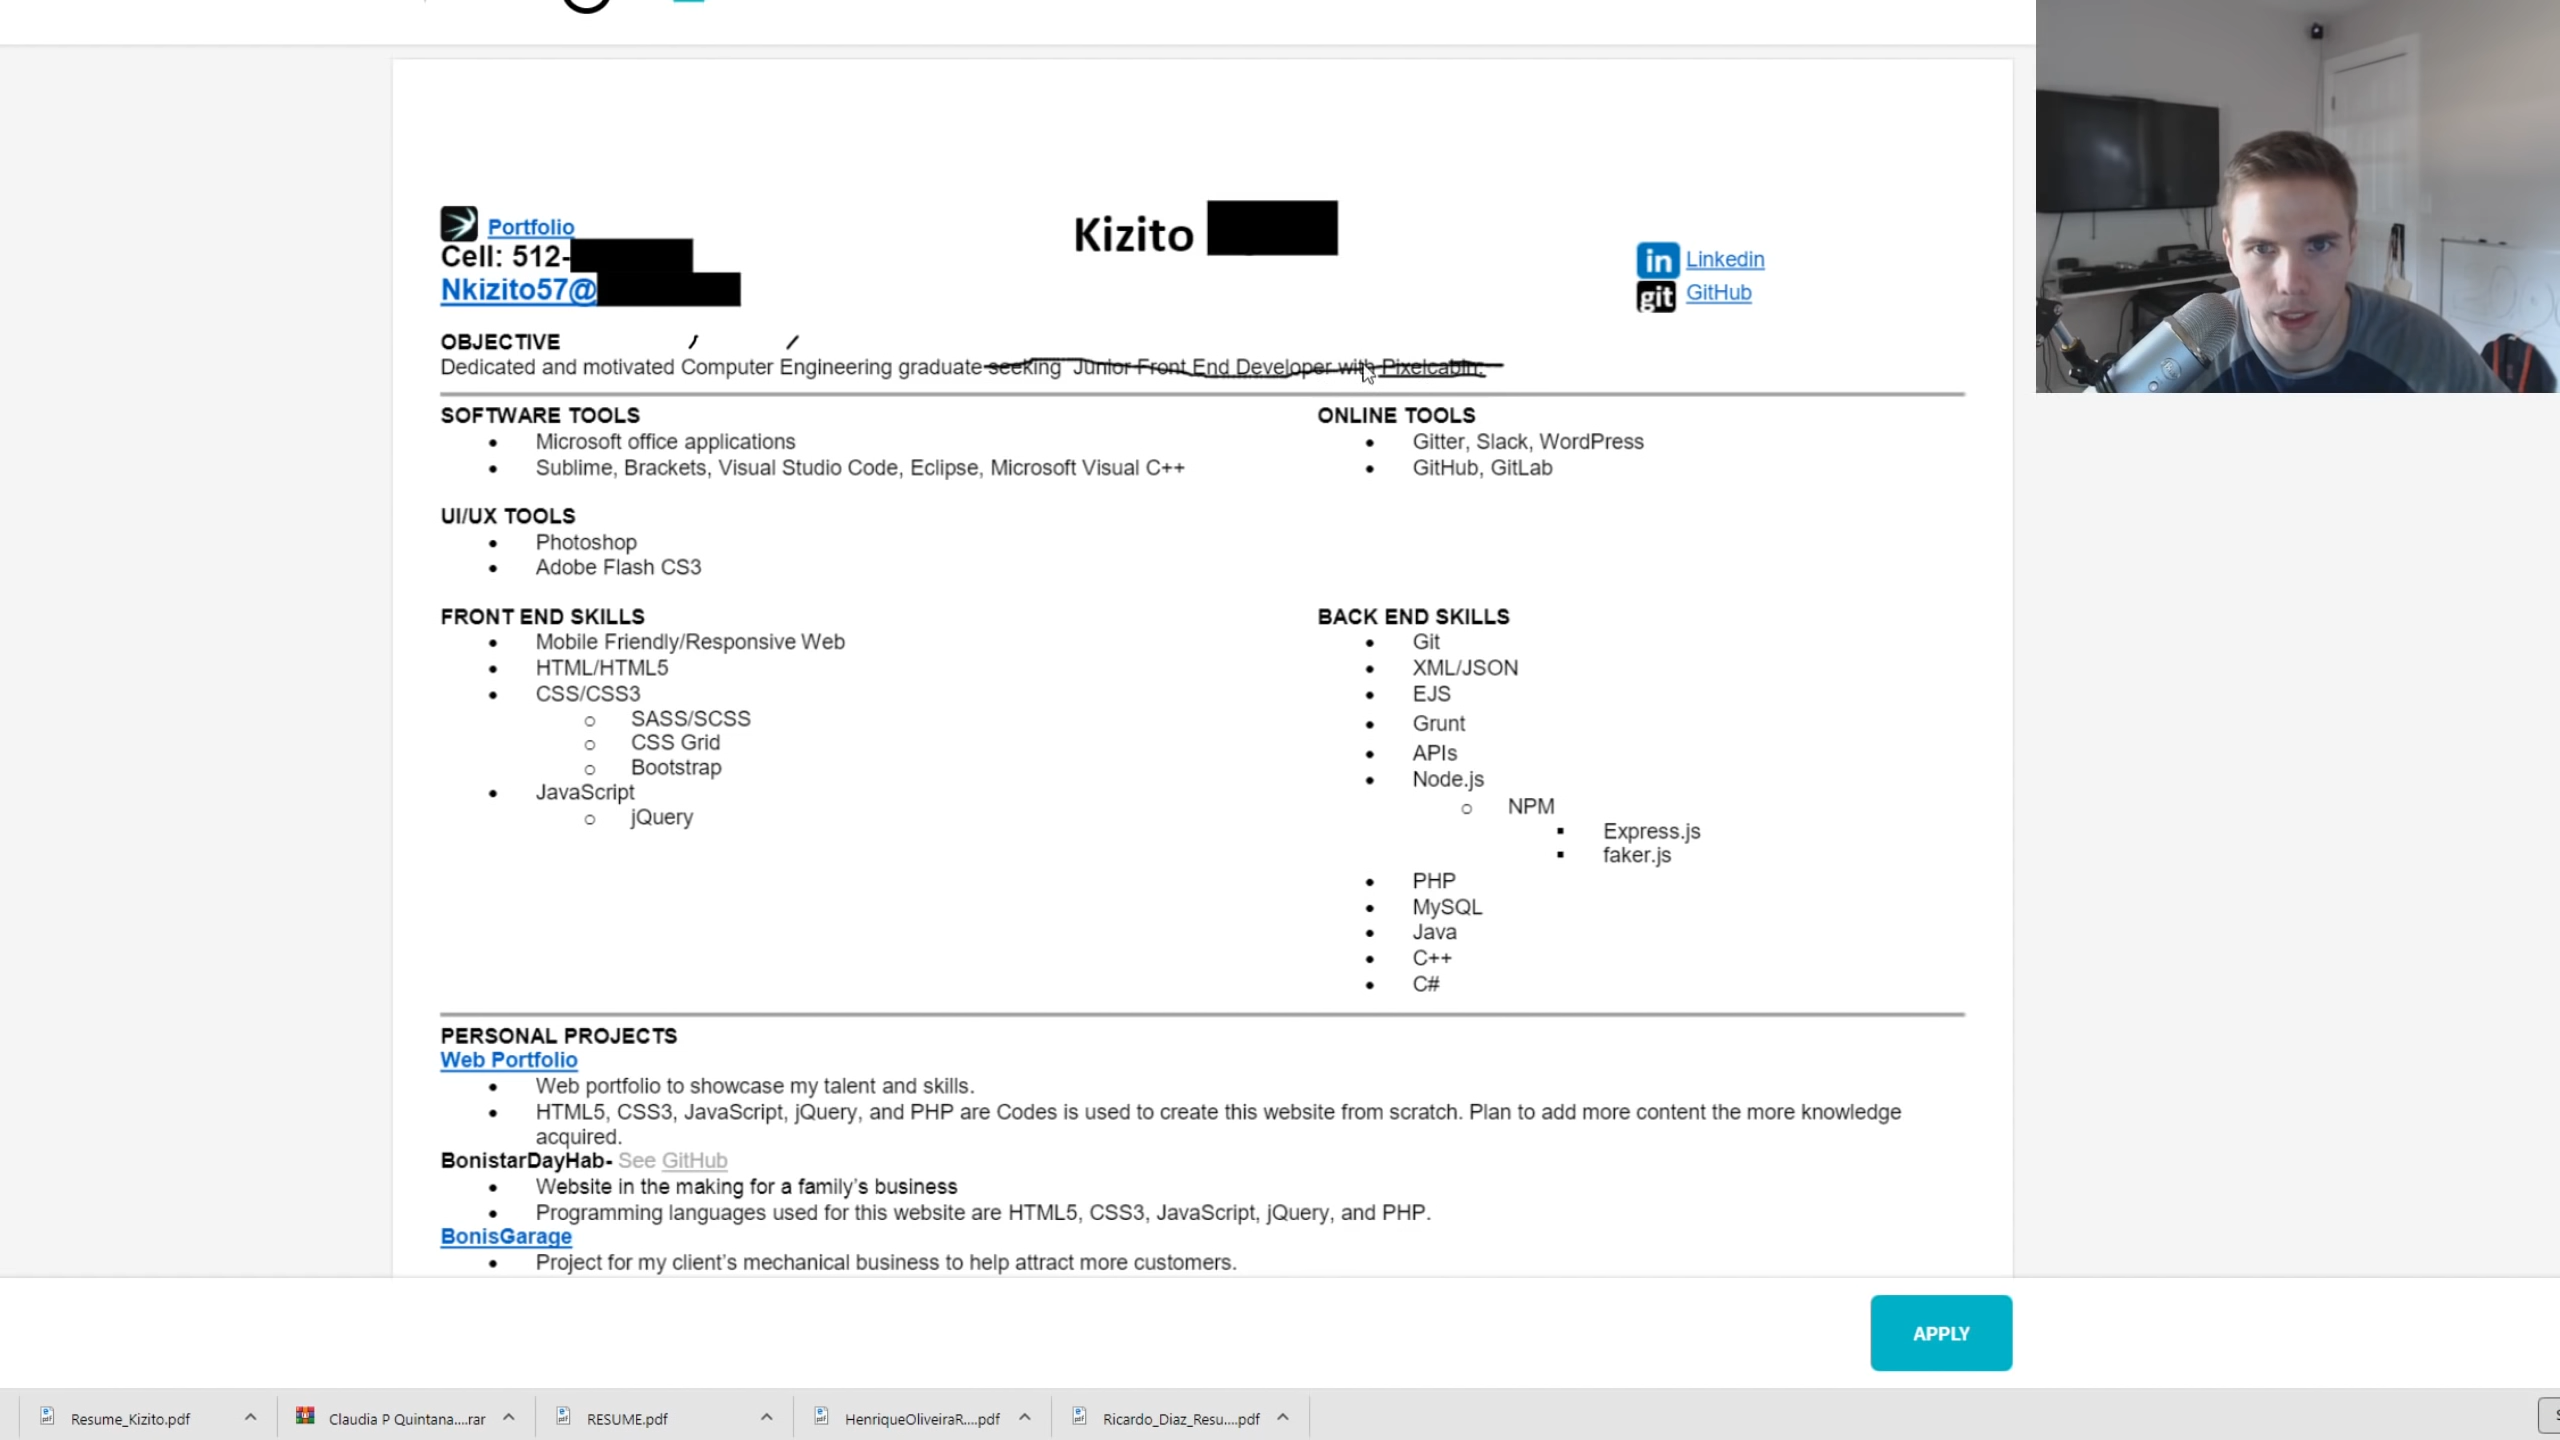 Portfolio
Kizito
Cell: 512-
Nkizito57@
in Linkedin
git GitHub
OBJECTIVE
Dedicated and motivated Computer Engineering graduate seeking Junior Front End Developer with Pixelcabin.
SOFTWARE TOOLS
• Microsoft office applications
• Sublime, Brackets, Visual Studio Code, Eclipse, Microsoft Visual C++
ONLINE TOOLS
• Gitter, Slack, WordPress
• GitHub, GitLab
UI/UX TOOLS
• Photoshop
• Adobe Flash CS3
FRONT END SKILLS
• Mobile Friendly/Responsive Web
• HTML/HTML5
• CSS/CSS3
○ SASS/SCSS
○ CSS Grid
○ Bootstrap
• JavaScript
○ jQuery
BACK END SKILLS
• Git
• XML/JSON
• EJS
• Grunt
• APIs
• Node.js
○ NPM
▪ Express.js
▪ faker.js
• PHP
• MySQL
• Java
• C++
• C#
PERSONAL PROJECTS
Web Portfolio
• Web portfolio to showcase my talent and skills.
• HTML5, CSS3, JavaScript, jQuery, and PHP are Codes is used to create this website from scratch. Plan to add more content the more knowledge
acquired.
BonistarDayHab- See GitHub
• Website in the making for a family's business
• Programming languages used for this website are HTML5, CSS3, JavaScript, jQuery, and PHP.
BonisGarage
• Project for my client's mechanical business to help attract more customers.
APPLY
Resume_Kizito.pdf
Claudia P Quintana....rar
RESUME.pdf
HenriqueOliveiraR....pdf
Ricardo_Diaz_Resu....pdf